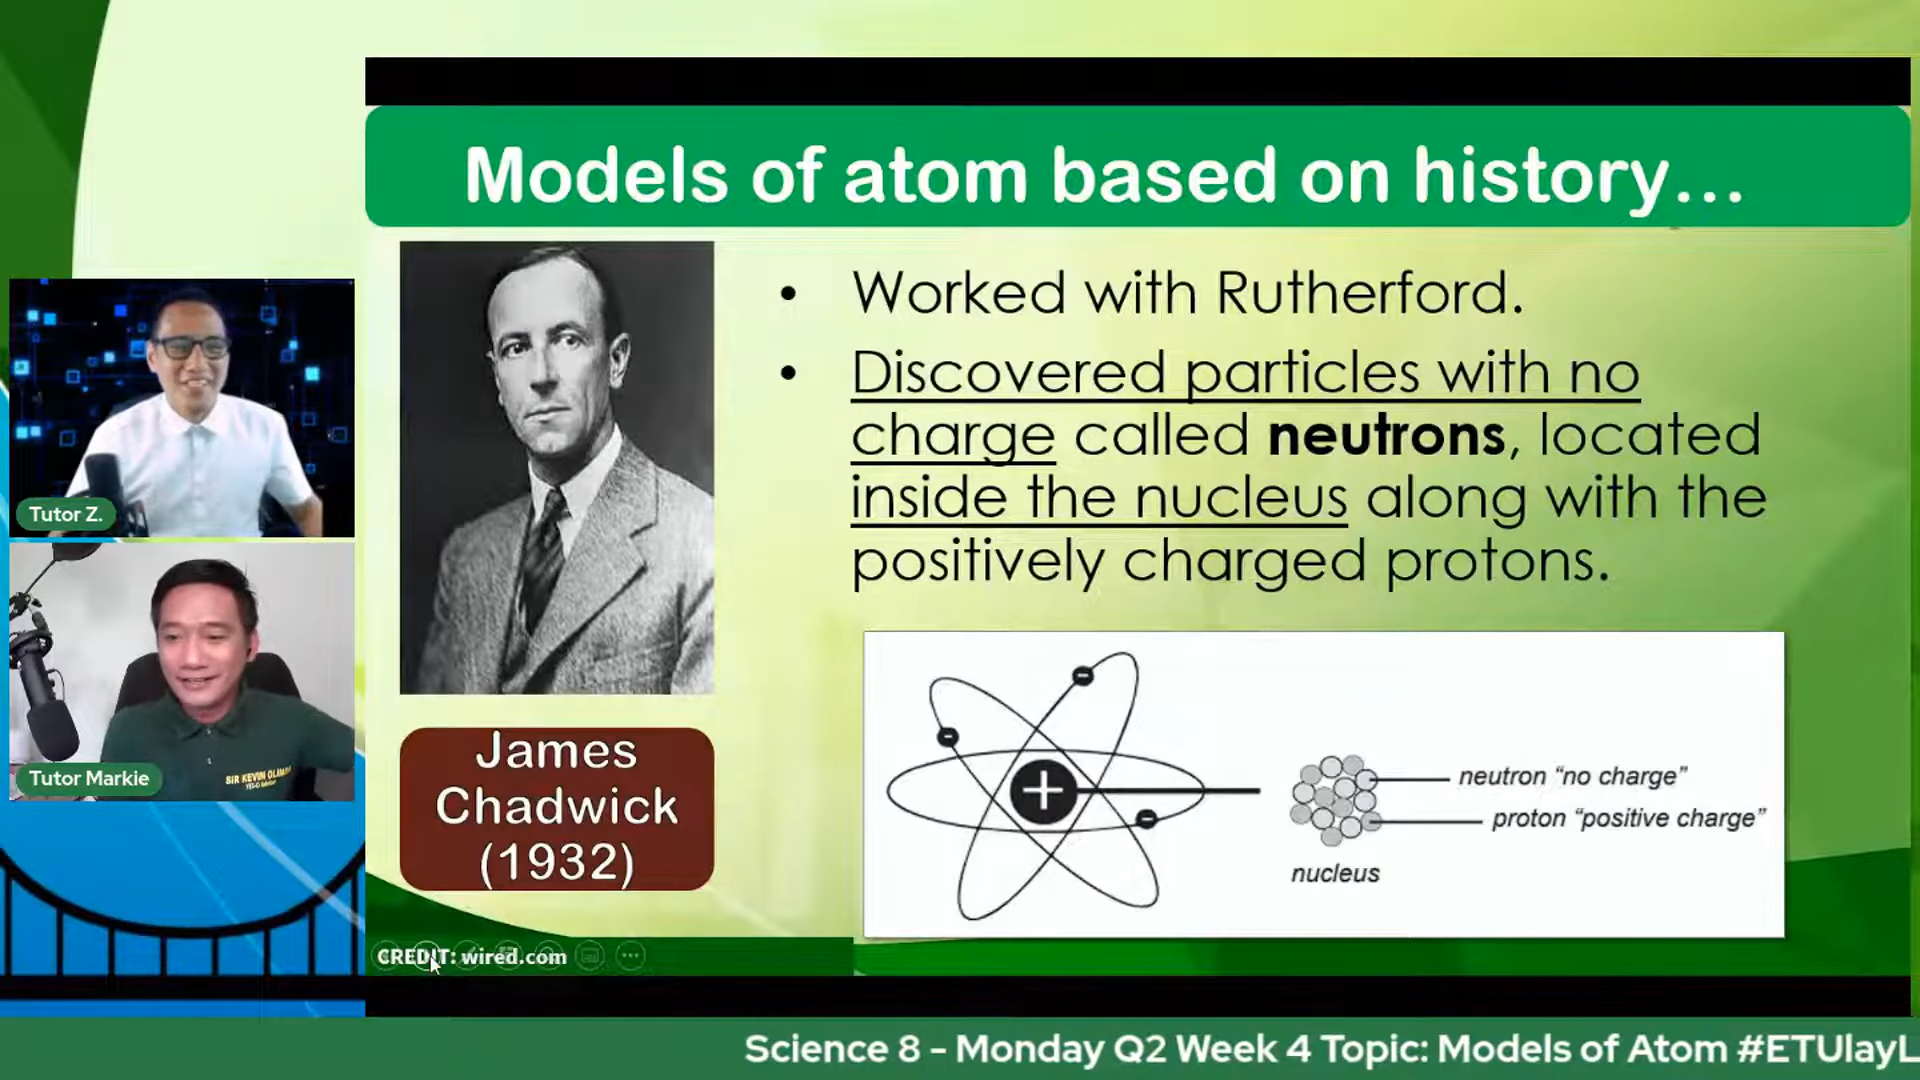 Models of atom based on history...
• Worked with Rutherford.
• Discovered particles with no
charge called neutrons, located
inside the nucleus along with the
positively charged protons.
Tutor Z.
Tutor Markie
James
Chadwick
(1932)
neutron “no charge”
proton “positive charge”
nucleus
CREDIT: wired.com
Science 8 - Monday Q2 Week 4 Topic: Models of Atom #ETUlayL